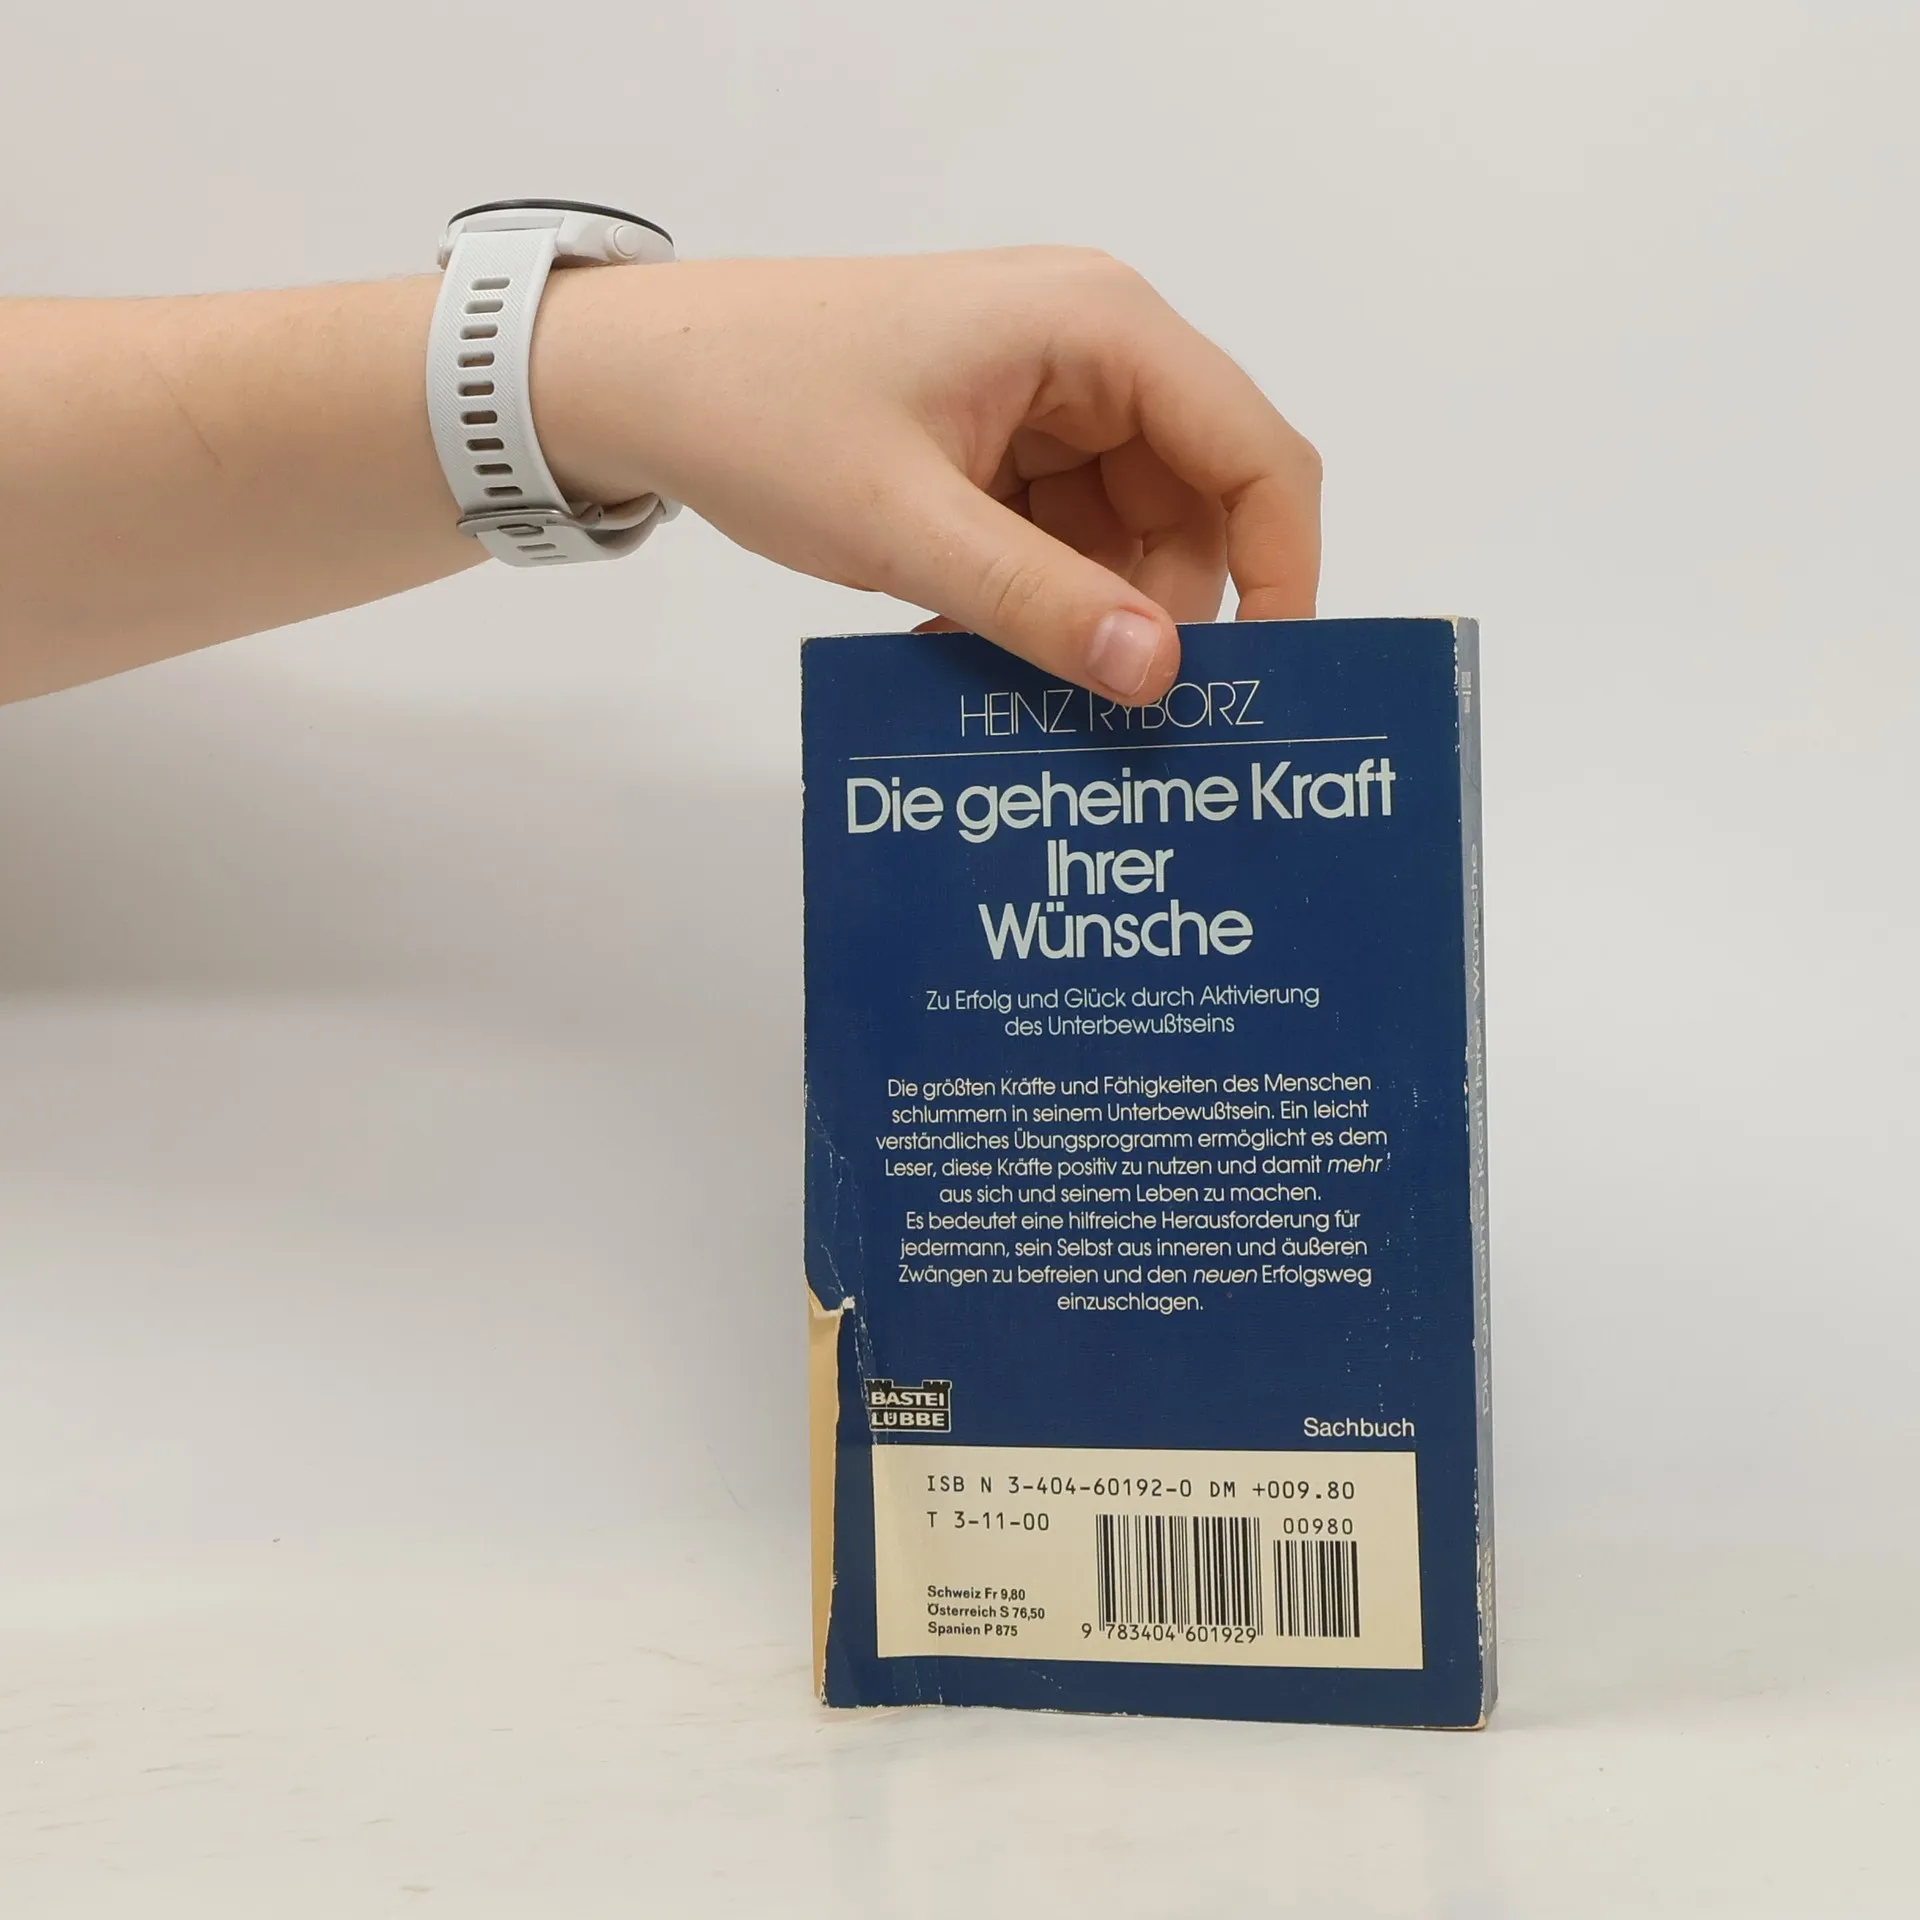 HEINZ RYBORZ
Die geheime Kraft
Ihrer
Wünsche
Zu Erfolg und Glück durch Aktivierung
des Unterbewußtseins
Die größten Kräfte und Fähigkeiten des Menschen
schlummern in seinem Unterbewußtsein. Ein leicht
verständliches Übungsprogramm ermöglicht es dem
Leser, diese Kräfte positiv zu nutzen und damit mehr
aus sich und seinem Leben zu machen.
Es bedeutet eine hilfreiche Herausforderung für
jedermann, sein Selbst aus inneren und äußeren
Zwängen zu befreien und den neuen Erfolgsweg
einzuschlagen.
BASTEI
LÜBBE
Sachbuch
ISB N 3-404-60192-0 DM +009.80
T 3-11-00
00980
Schweiz Fr 9,80
Österreich S 76,50
Spanien P 875
9 783404 601929
Die geheime Kraft Ihrer Wünsche